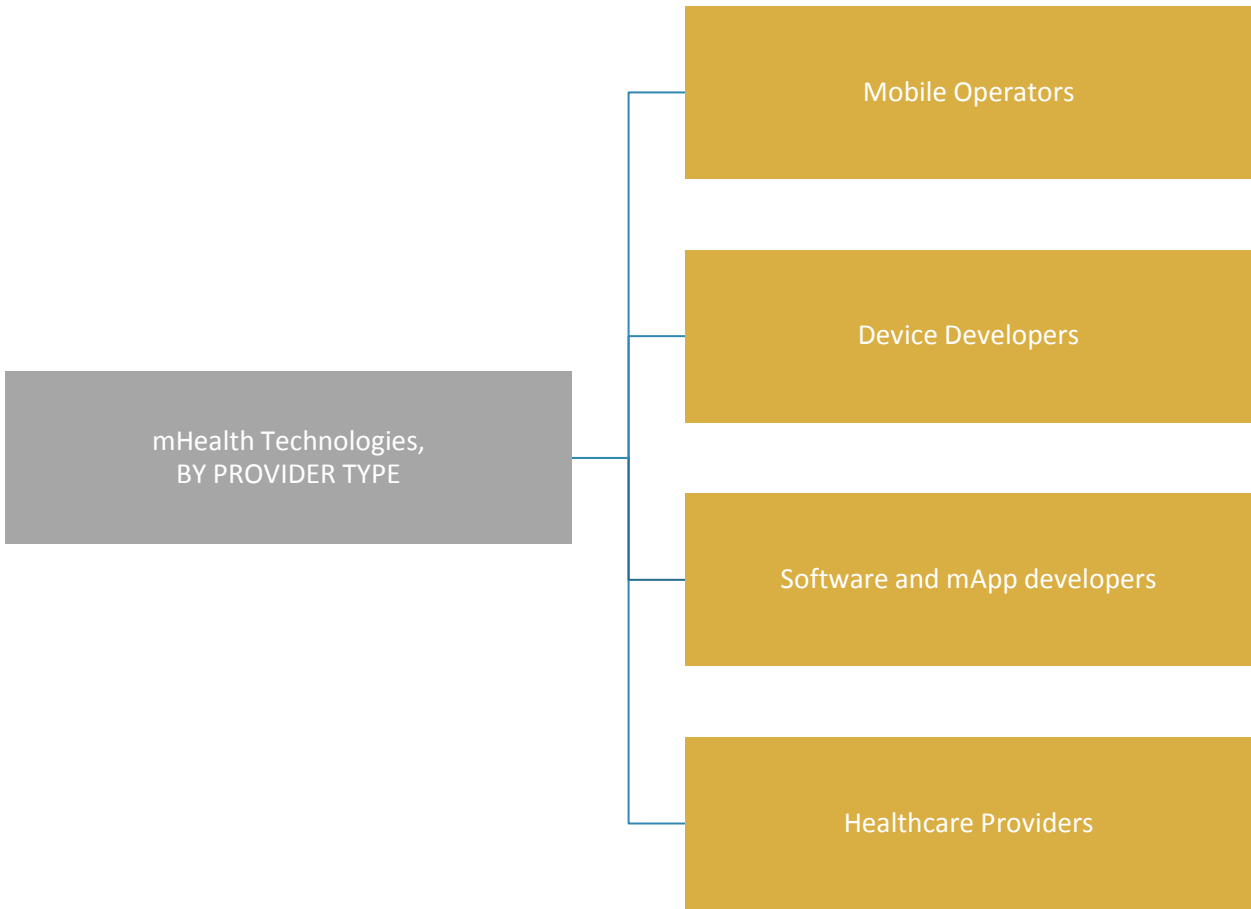 Mobile Operators
Device Developers
mHealth Technologies,
BY PROVIDER TYPE
Software and mApp developers
Healthcare Providers